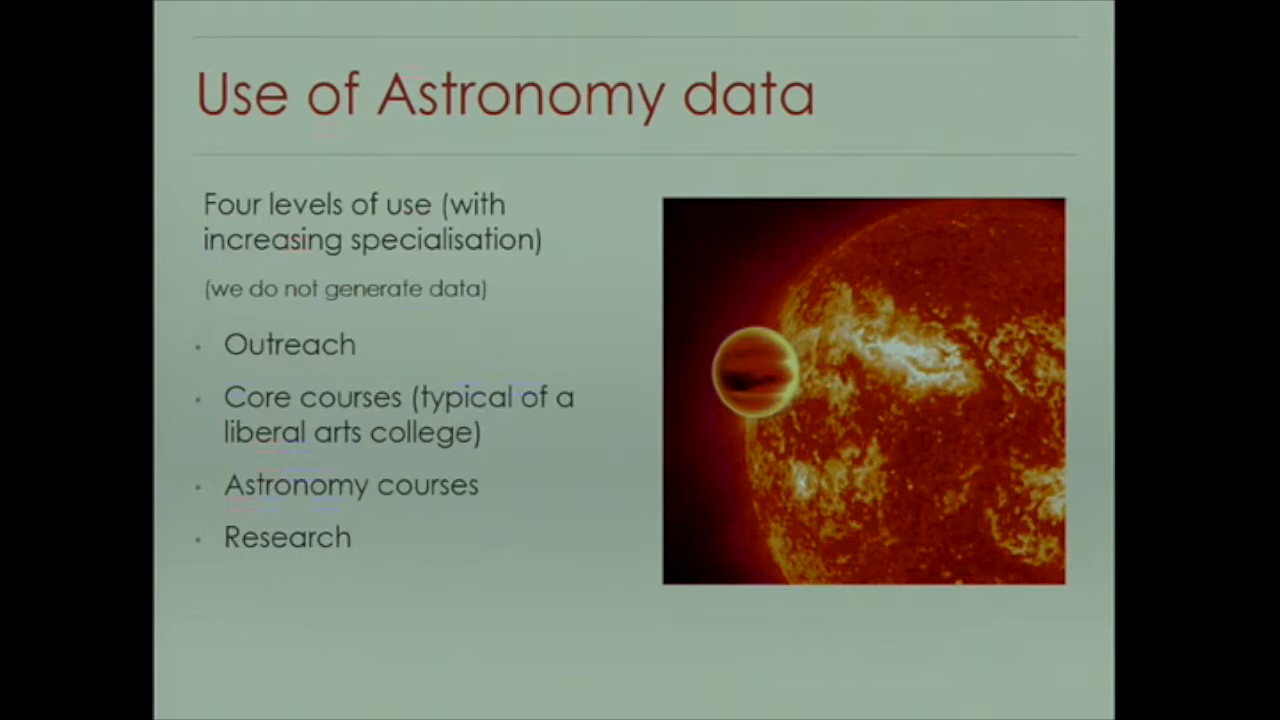 Use of Astronomy data
Four levels of use (with
increasing specialisation)
(we do not generate data)
• Outreach
• Core courses (typical of a
liberal arts college)
• Astronomy courses
• Research